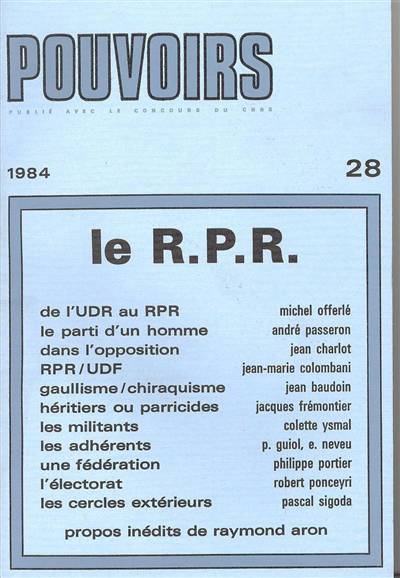 POUVOIRS
PUBLIÉ AVEC LE CONCOURS DU CNRS
1984 28
le R.P.R.
de l'UDR au RPR michel offerlé
le parti d'un homme andré passeron
dans l'opposition jean charlot
RPR/UDF jean-marie colombani
gaullisme/chiraquisme jean baudoin
héritiers ou parricides jacques frémontier
les militants colette ysmal
les adhérents p. guiol, e. neveu
une fédération philippe portier
l'électorat robert ponceyri
les cercles extérieurs pascal sigoda
propos inédits de raymond aron